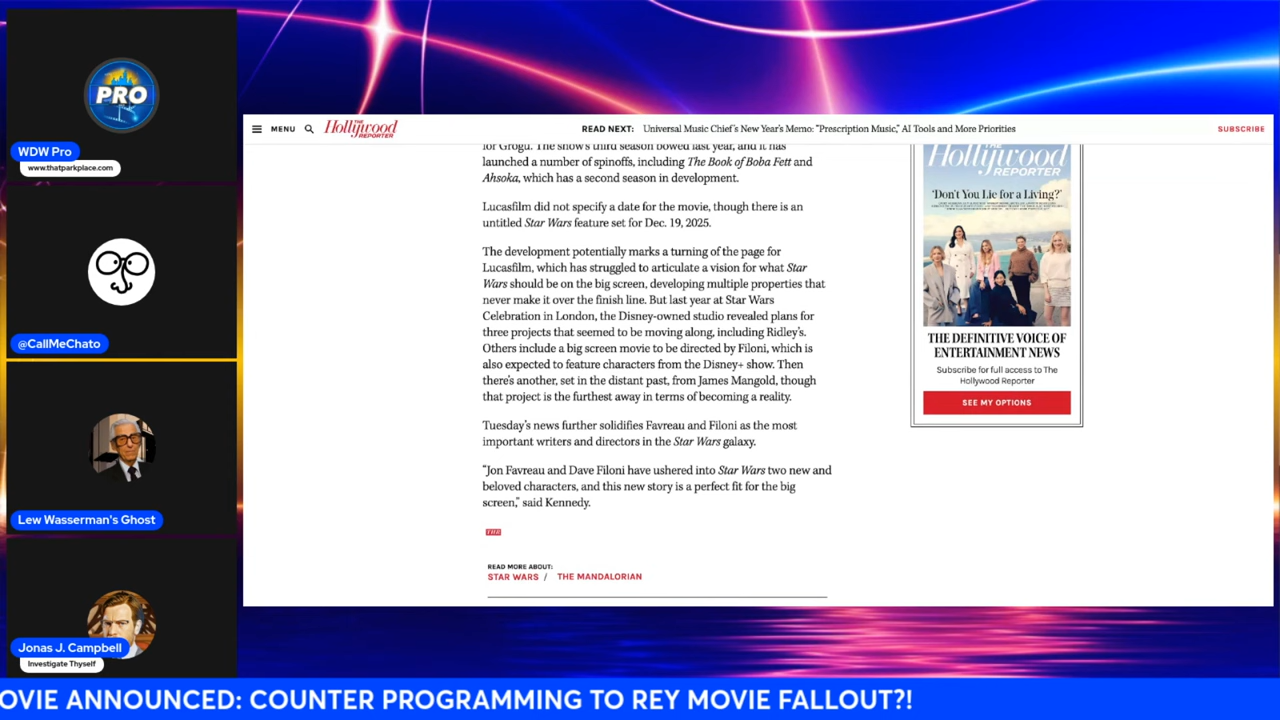 PRO
WDW Pro
www.thatparkplace.com
@CallMeChato
Lew Wasserman's Ghost
Jonas J. Campbell
Investigate Thyself
MENU
THE
Hollywood
REPORTER
READ NEXT: Universal Music Chief's New Year's Memo: "Prescription Music," AI Tools and More Priorities
SUBSCRIBE
for Grogu. The show's third season bowed last year, and it has
launched a number of spinoffs, including The Book of Boba Fett and
Ahsoka, which has a second season in development.
Lucasfilm did not specify a date for the movie, though there is an
untitled Star Wars feature set for Dec. 19, 2025.
The development potentially marks a turning of the page for
Lucasfilm, which has struggled to articulate a vision for what Star
Wars should be on the big screen, developing multiple properties that
never make it over the finish line. But last year at Star Wars
Celebration in London, the Disney-owned studio revealed plans for
three projects that seemed to be moving along, including Ridley's.
Others include a big screen movie to be directed by Filoni, which is
also expected to feature characters from the Disney+ show. Then
there's another, set in the distant past, from James Mangold, though
that project is the furthest away in terms of becoming a reality.
Tuesday's news further solidifies Favreau and Filoni as the most
important writers and directors in the Star Wars galaxy.
"Jon Favreau and Dave Filoni have ushered into Star Wars two new and
beloved characters, and this new story is a perfect fit for the big
screen," said Kennedy.
THR
READ MORE ABOUT:
STAR WARS / THE MANDALORIAN
Hollywood
REPORTER
'Don't You Lie for a Living?'
THE DEFINITIVE VOICE OF
ENTERTAINMENT NEWS
Subscribe for full access to The
Hollywood Reporter
SEE MY OPTIONS
OVIE ANNOUNCED: COUNTER PROGRAMMING TO REY MOVIE FALLOUT?!